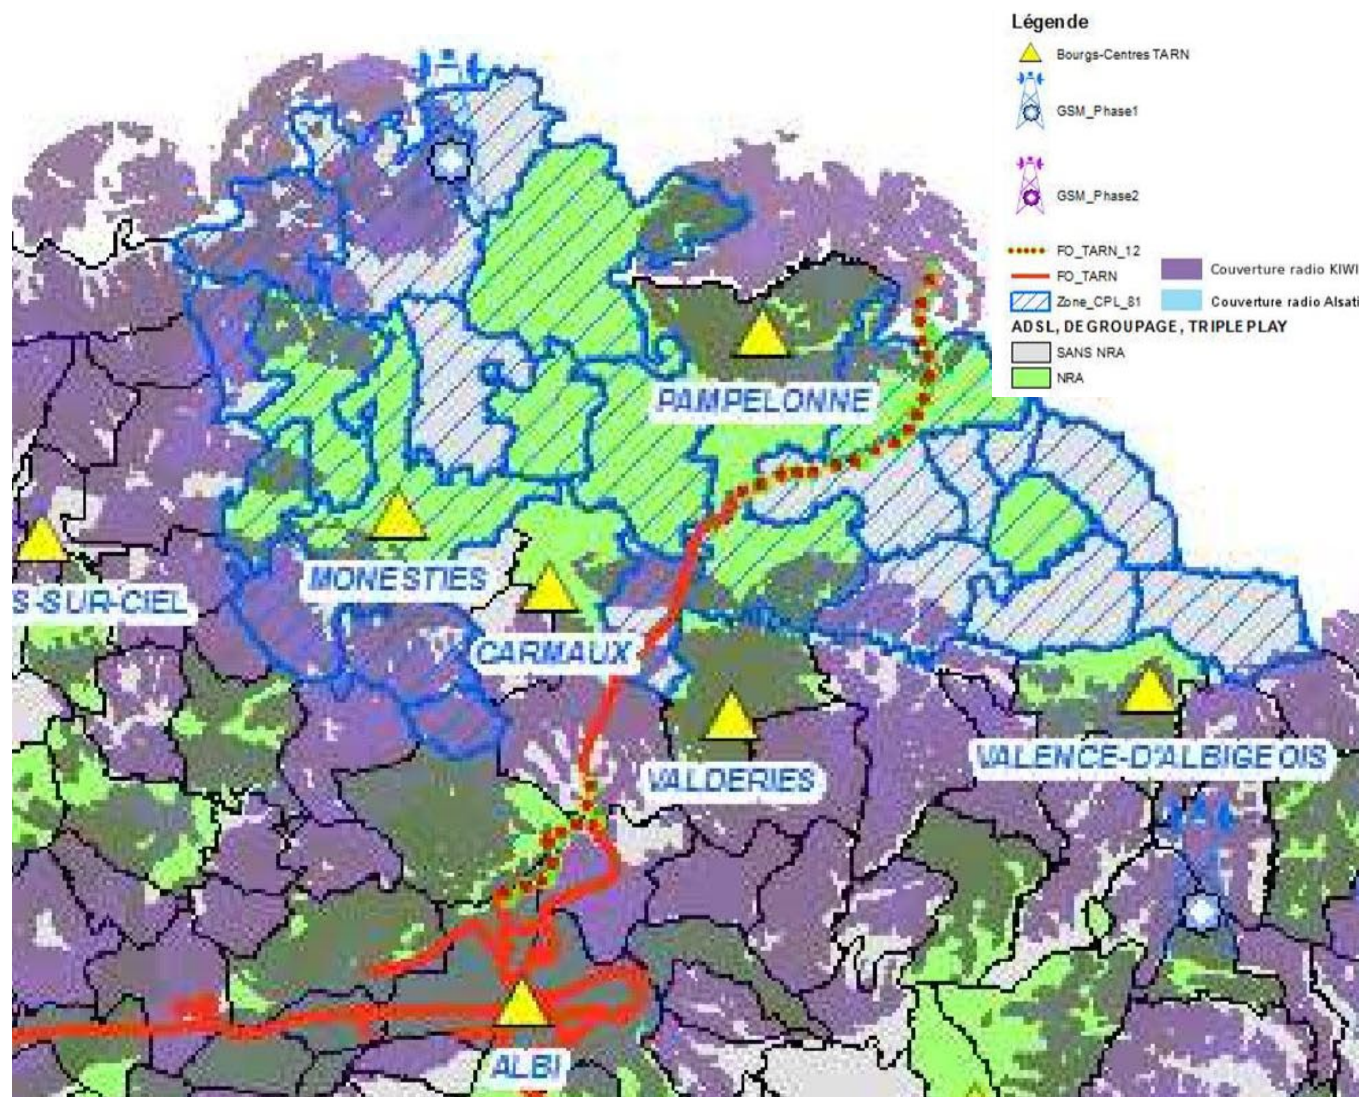 Légende
Bourgs-Centres TARN
GSM_Phase1
GSM_Phase2
FO_TARN_12
FO_TARN
Couverture radio KIWI
Zone_CPL_81
Couverture radio Alsati
ADSL, DEGROUPAGE, TRIPLE PLAY
SANS NRA
NRA
PAMPELONNE
MONESTIES
S-SUR-CIEL
CARMAUX
VALENCE-D'ALBIGEOIS
VALDERIES
ALBI